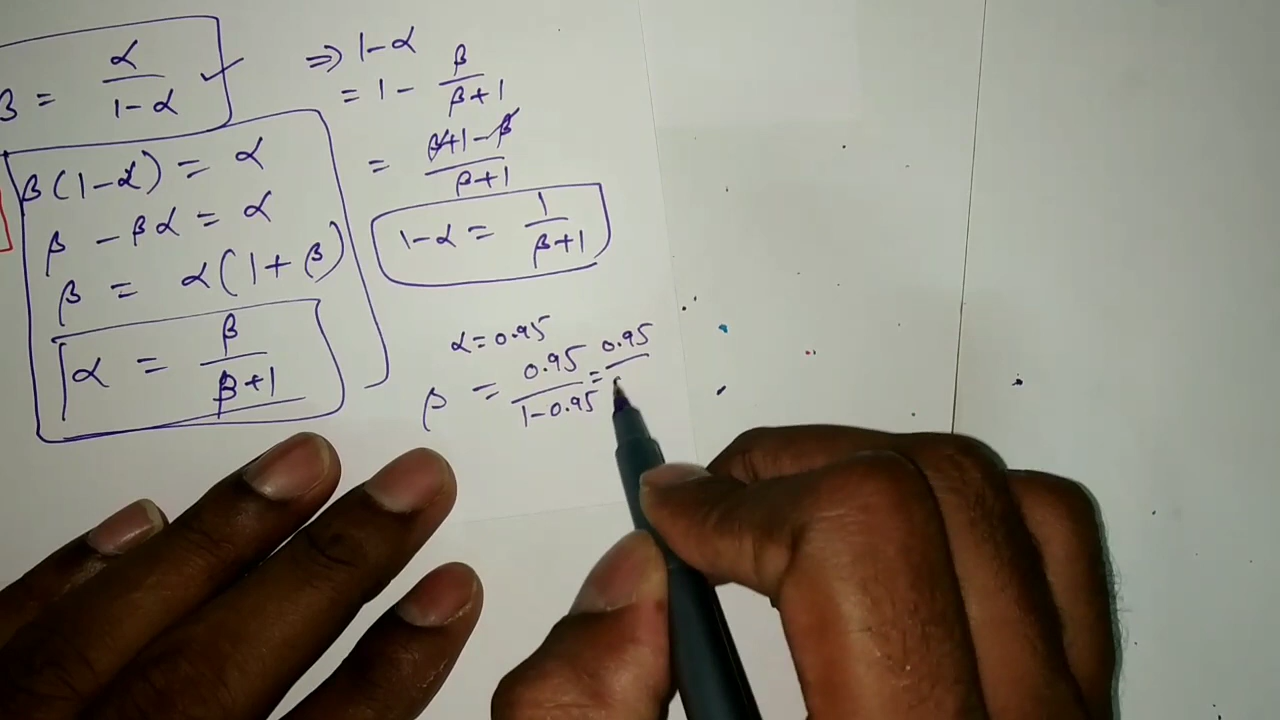 β = α / 1-α ✓
β(1-α) = α
β - βα = α
β = α(1+β)
α = β / β+1
⇒ 1-α
= 1 - β / β+1
= β+1-β / β+1
1-α = 1 / β+1
α=0.95
β = 0.95 / 1-0.95 = 0.95